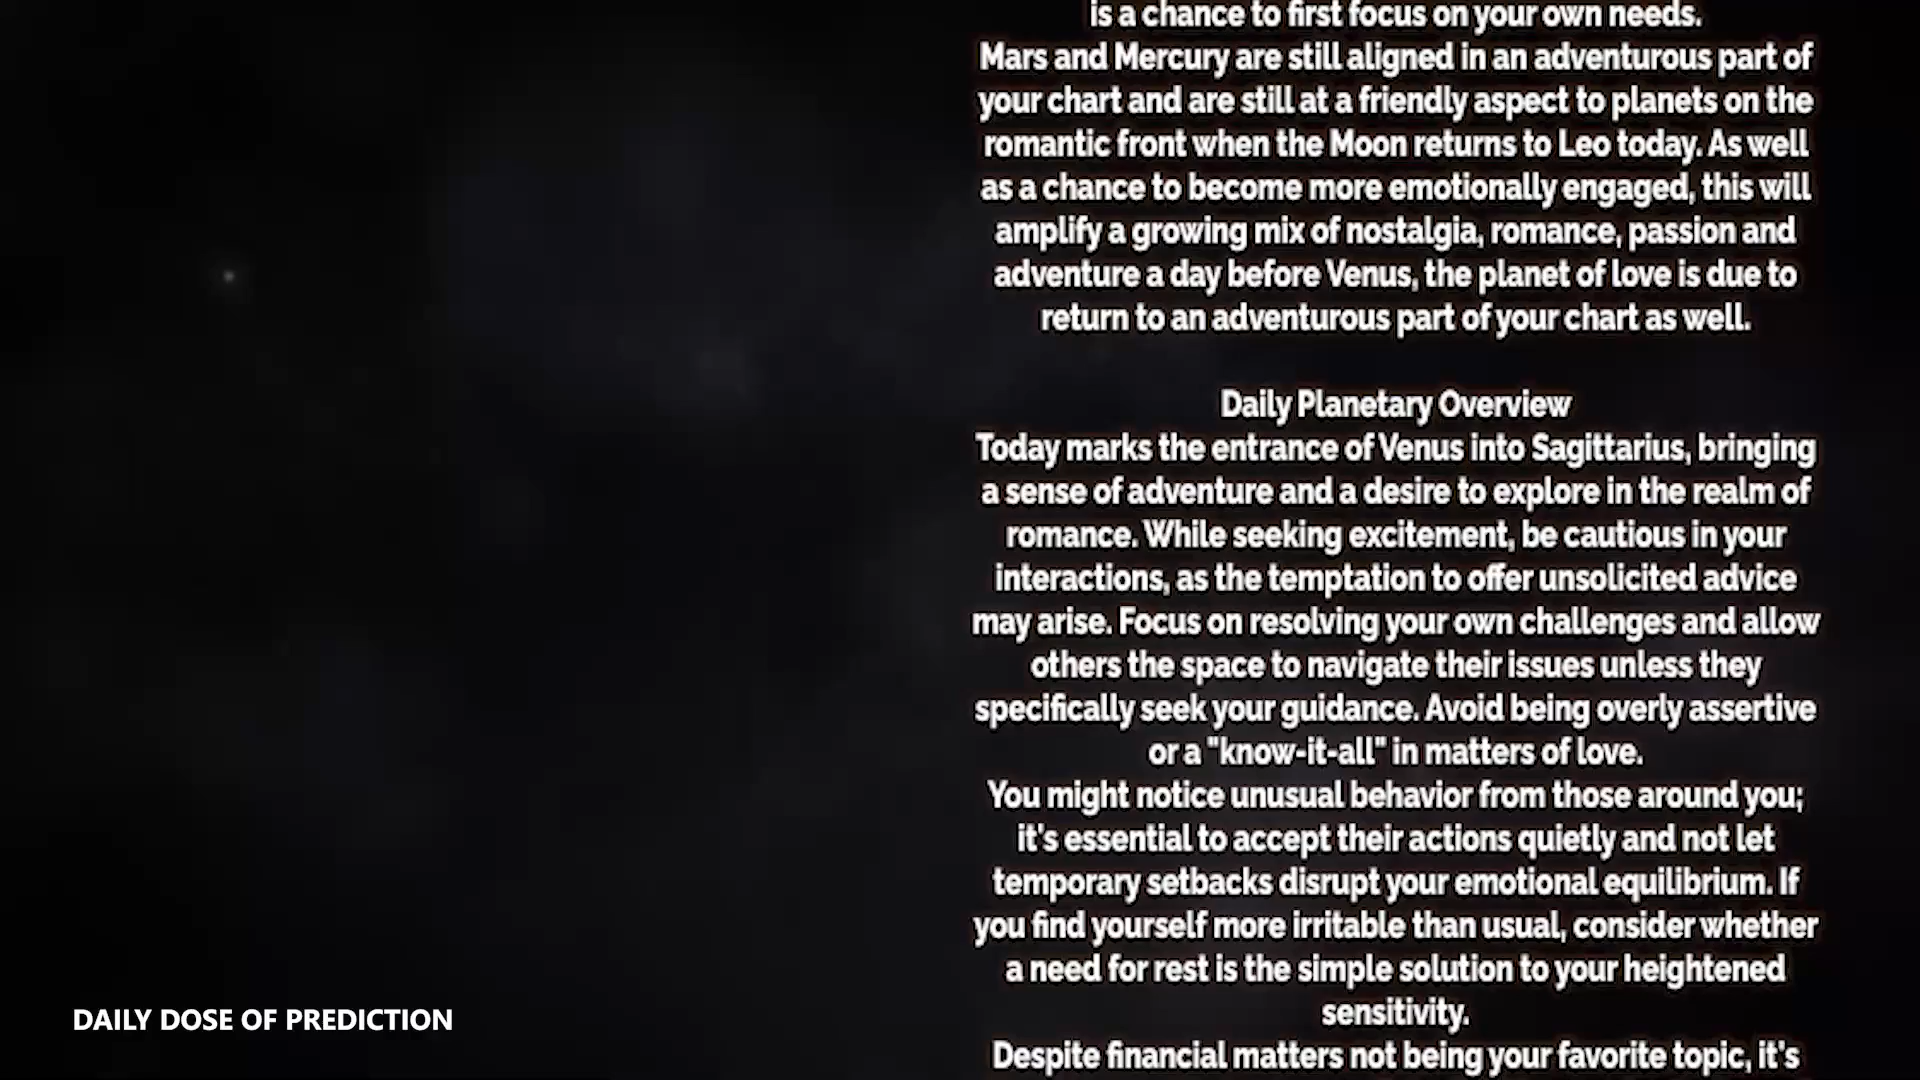 is a chance to first focus on your own needs.
Mars and Mercury are still aligned in an adventurous part of
your chart and are still at a friendly aspect to planets on the
romantic front when the Moon returns to Leo today. As well
as a chance to become more emotionally engaged, this will
amplify a growing mix of nostalgia, romance, passion and
adventure a day before Venus, the planet of love is due to
return to an adventurous part of your chart as well.
Daily Planetary Overview
Today marks the entrance of Venus into Sagittarius, bringing
a sense of adventure and a desire to explore in the realm of
romance. While seeking excitement, be cautious in your
interactions, as the temptation to offer unsolicited advice
may arise. Focus on resolving your own challenges and allow
others the space to navigate their issues unless they
specifically seek your guidance. Avoid being overly assertive
or a "know-it-all" in matters of love.
You might notice unusual behavior from those around you;
it's essential to accept their actions quietly and not let
temporary setbacks disrupt your emotional equilibrium. If
you find yourself more irritable than usual, consider whether
a need for rest is the simple solution to your heightened
sensitivity.
Despite financial matters not being your favorite topic, it's
DAILY DOSE OF PREDICTION